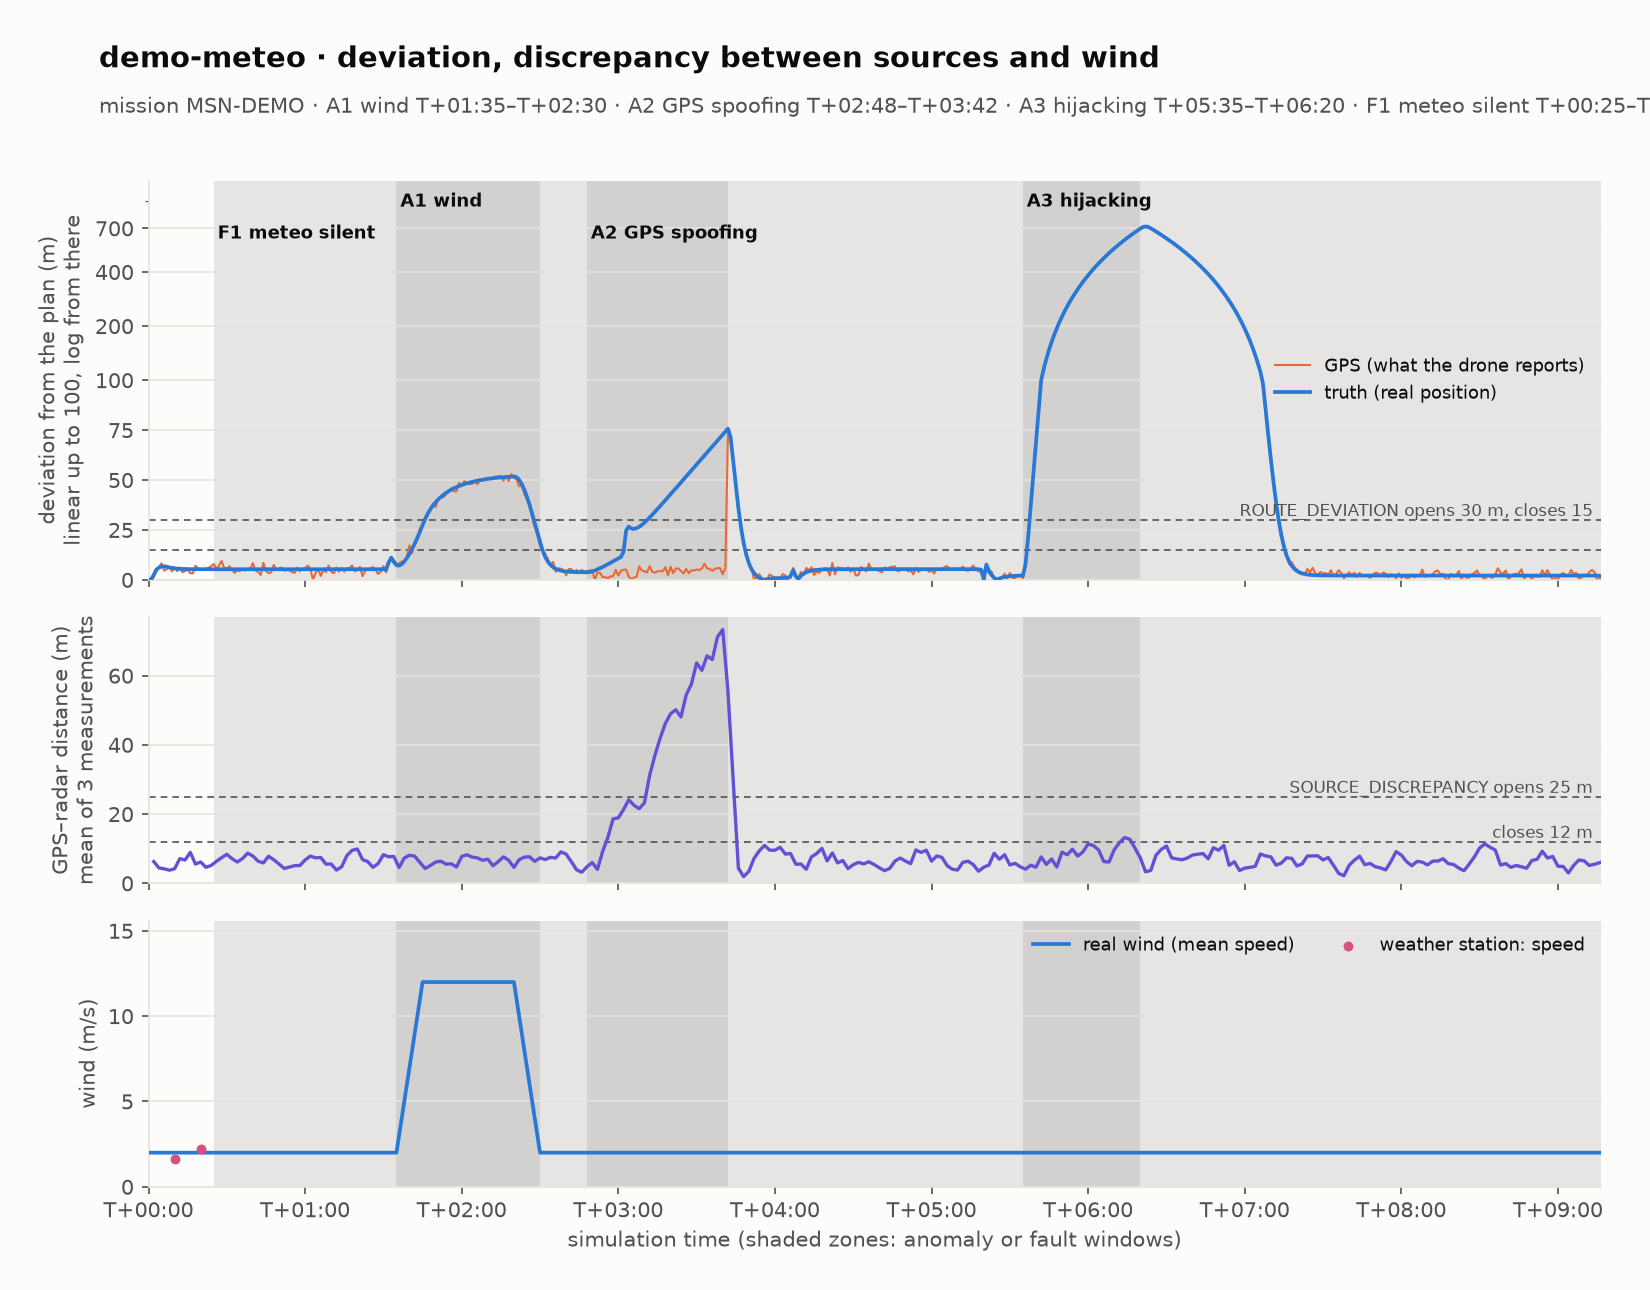 demo-meteo · deviation, discrepancy between sources and wind
mission MSN-DEMO · A1 wind T+01:35–T+02:30 · A2 GPS spoofing T+02:48–T+03:42 · A3 hijacking T+05:35–T+06:20 · F1 meteo silent T+00:25–T
deviation from the plan (m)
linear up to 100, log from there
700
400
200
100
75
50
25
0
A1 wind
A3 hijacking
F1 meteo silent
A2 GPS spoofing
GPS (what the drone reports)
truth (real position)
ROUTE_DEVIATION opens 30 m, closes 15
GPS–radar distance (m)
mean of 3 measurements
60
40
20
0
SOURCE_DISCREPANCY opens 25 m
closes 12 m
wind (m/s)
15
10
5
0
real wind (mean speed)
weather station: speed
T+00:00
T+01:00
T+02:00
T+03:00
T+04:00
T+05:00
T+06:00
T+07:00
T+08:00
T+09:00
simulation time (shaded zones: anomaly or fault windows)